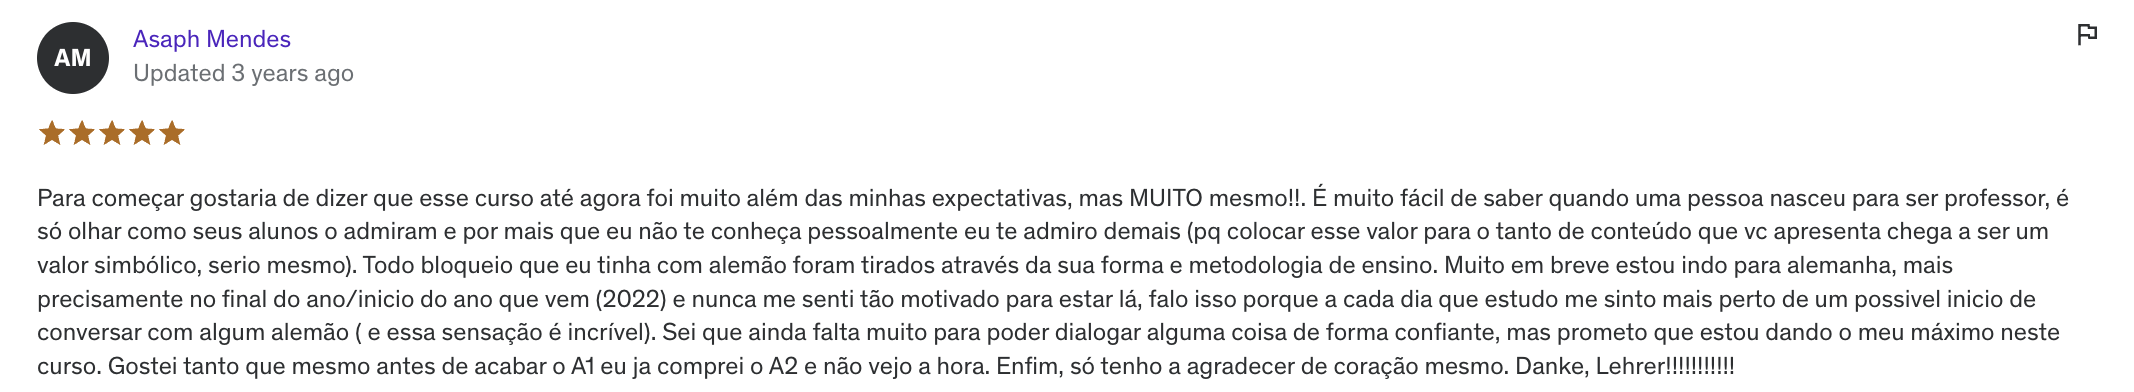 AM
Asaph Mendes
Updated 3 years ago
Para começar gostaria de dizer que esse curso até agora foi muito além das minhas expectativas, mas MUITO mesmo!!. É muito fácil de saber quando uma pessoa nasceu para ser professor, é
só olhar como seus alunos o admiram e por mais que eu não te conheça pessoalmente eu te admiro demais (pq colocar esse valor para o tanto de conteúdo que vc apresenta chega a ser um
valor simbólico, serio mesmo). Todo bloqueio que eu tinha com alemão foram tirados através da sua forma e metodologia de ensino. Muito em breve estou indo para alemanha, mais
precisamente no final do ano/inicio do ano que vem (2022) e nunca me senti tão motivado para estar lá, falo isso porque a cada dia que estudo me sinto mais perto de um possivel inicio de
conversar com algum alemão ( e essa sensação é incrível). Sei que ainda falta muito para poder dialogar alguma coisa de forma confiante, mas prometo que estou dando o meu máximo neste
curso. Gostei tanto que mesmo antes de acabar o A1 eu ja comprei o A2 e não vejo a hora. Enfim, só tenho a agradecer de coração mesmo. Danke, Lehrer!!!!!!!!!!!